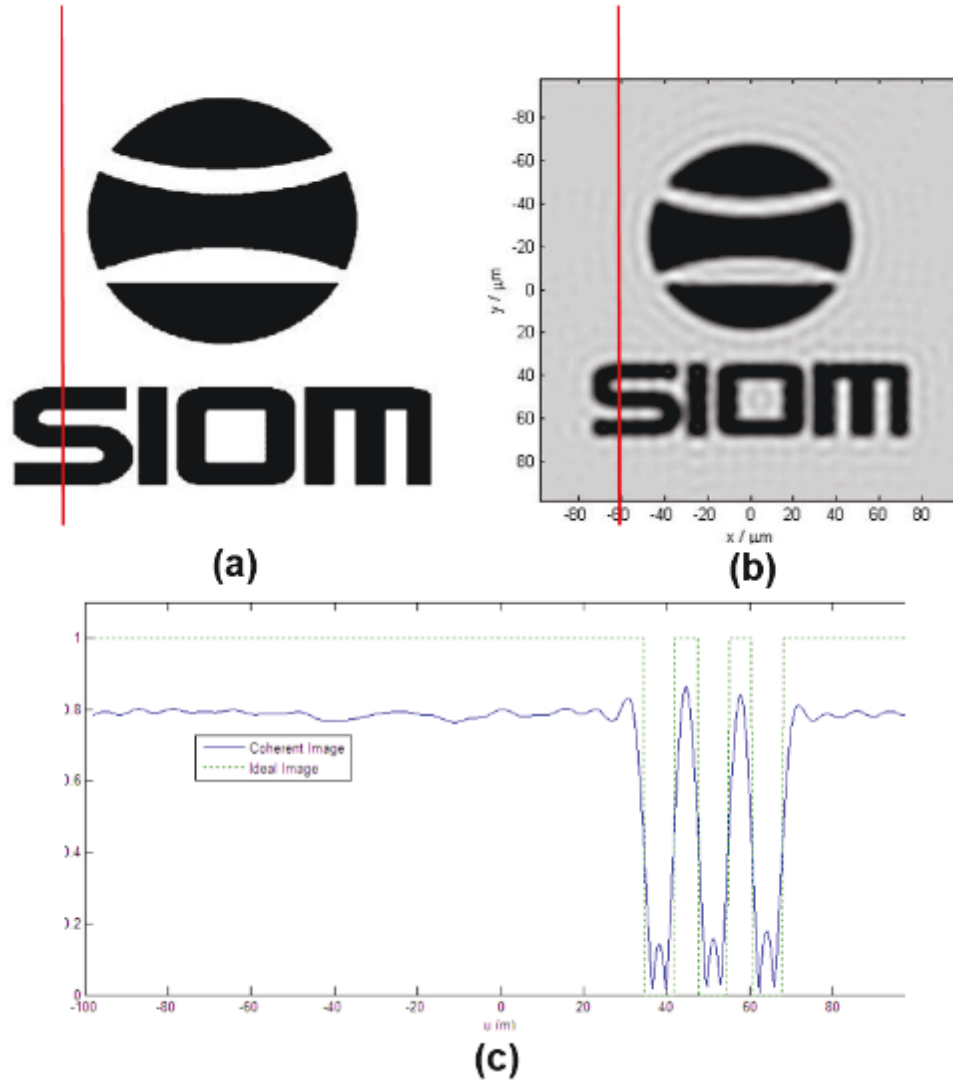 SIOM
(a)
-80
-60
-40
-20
0
20
40
60
80
y / μm
SIOM
-80 -60 -40 -20 0 20 40 60 80
x / μm
(b)
1
0.8
0.6
0.4
0.2
0
Coherent Image
Ideal Image
-100 -80 -60 -40 -20 0 20 40 60 80
u (m)
(c)